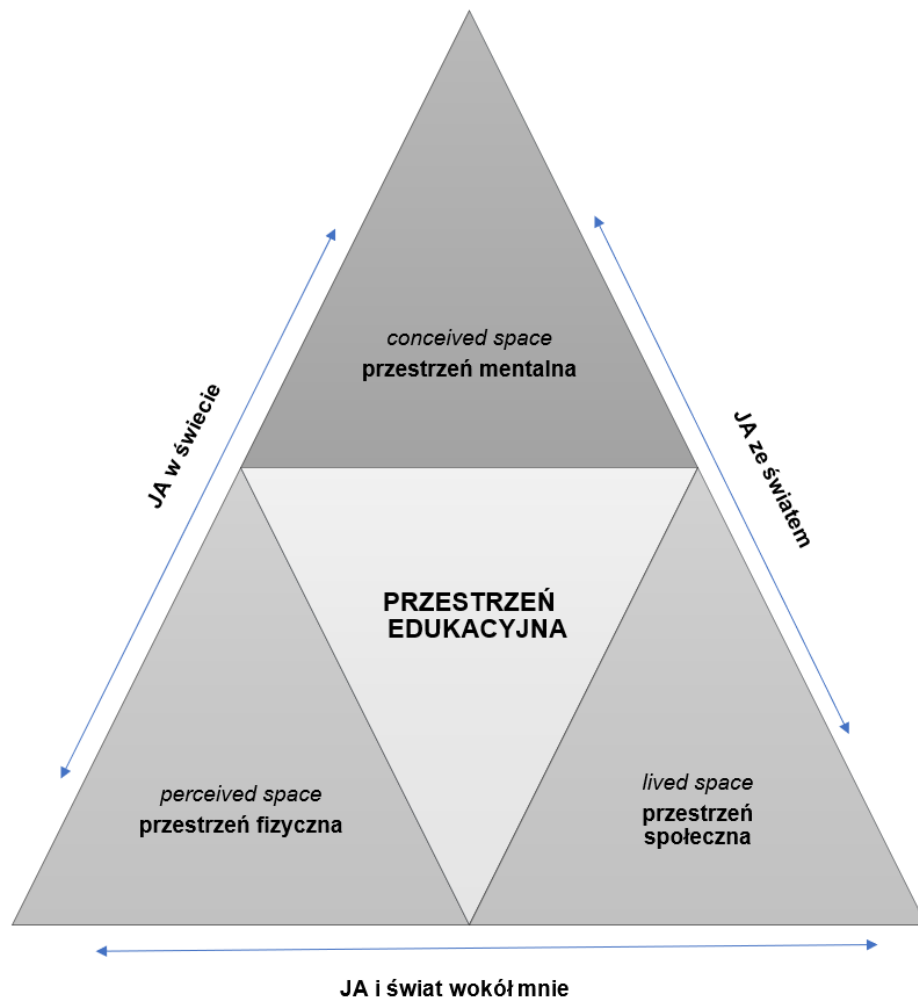 conceived space
przestrzeń mentalna
JA w świecie
JA ze światem
PRZESTRZEŃ
EDUKACYJNA
perceived space
przestrzeń fizyczna
lived space
przestrzeń
społeczna
JA i świat wokół mnie